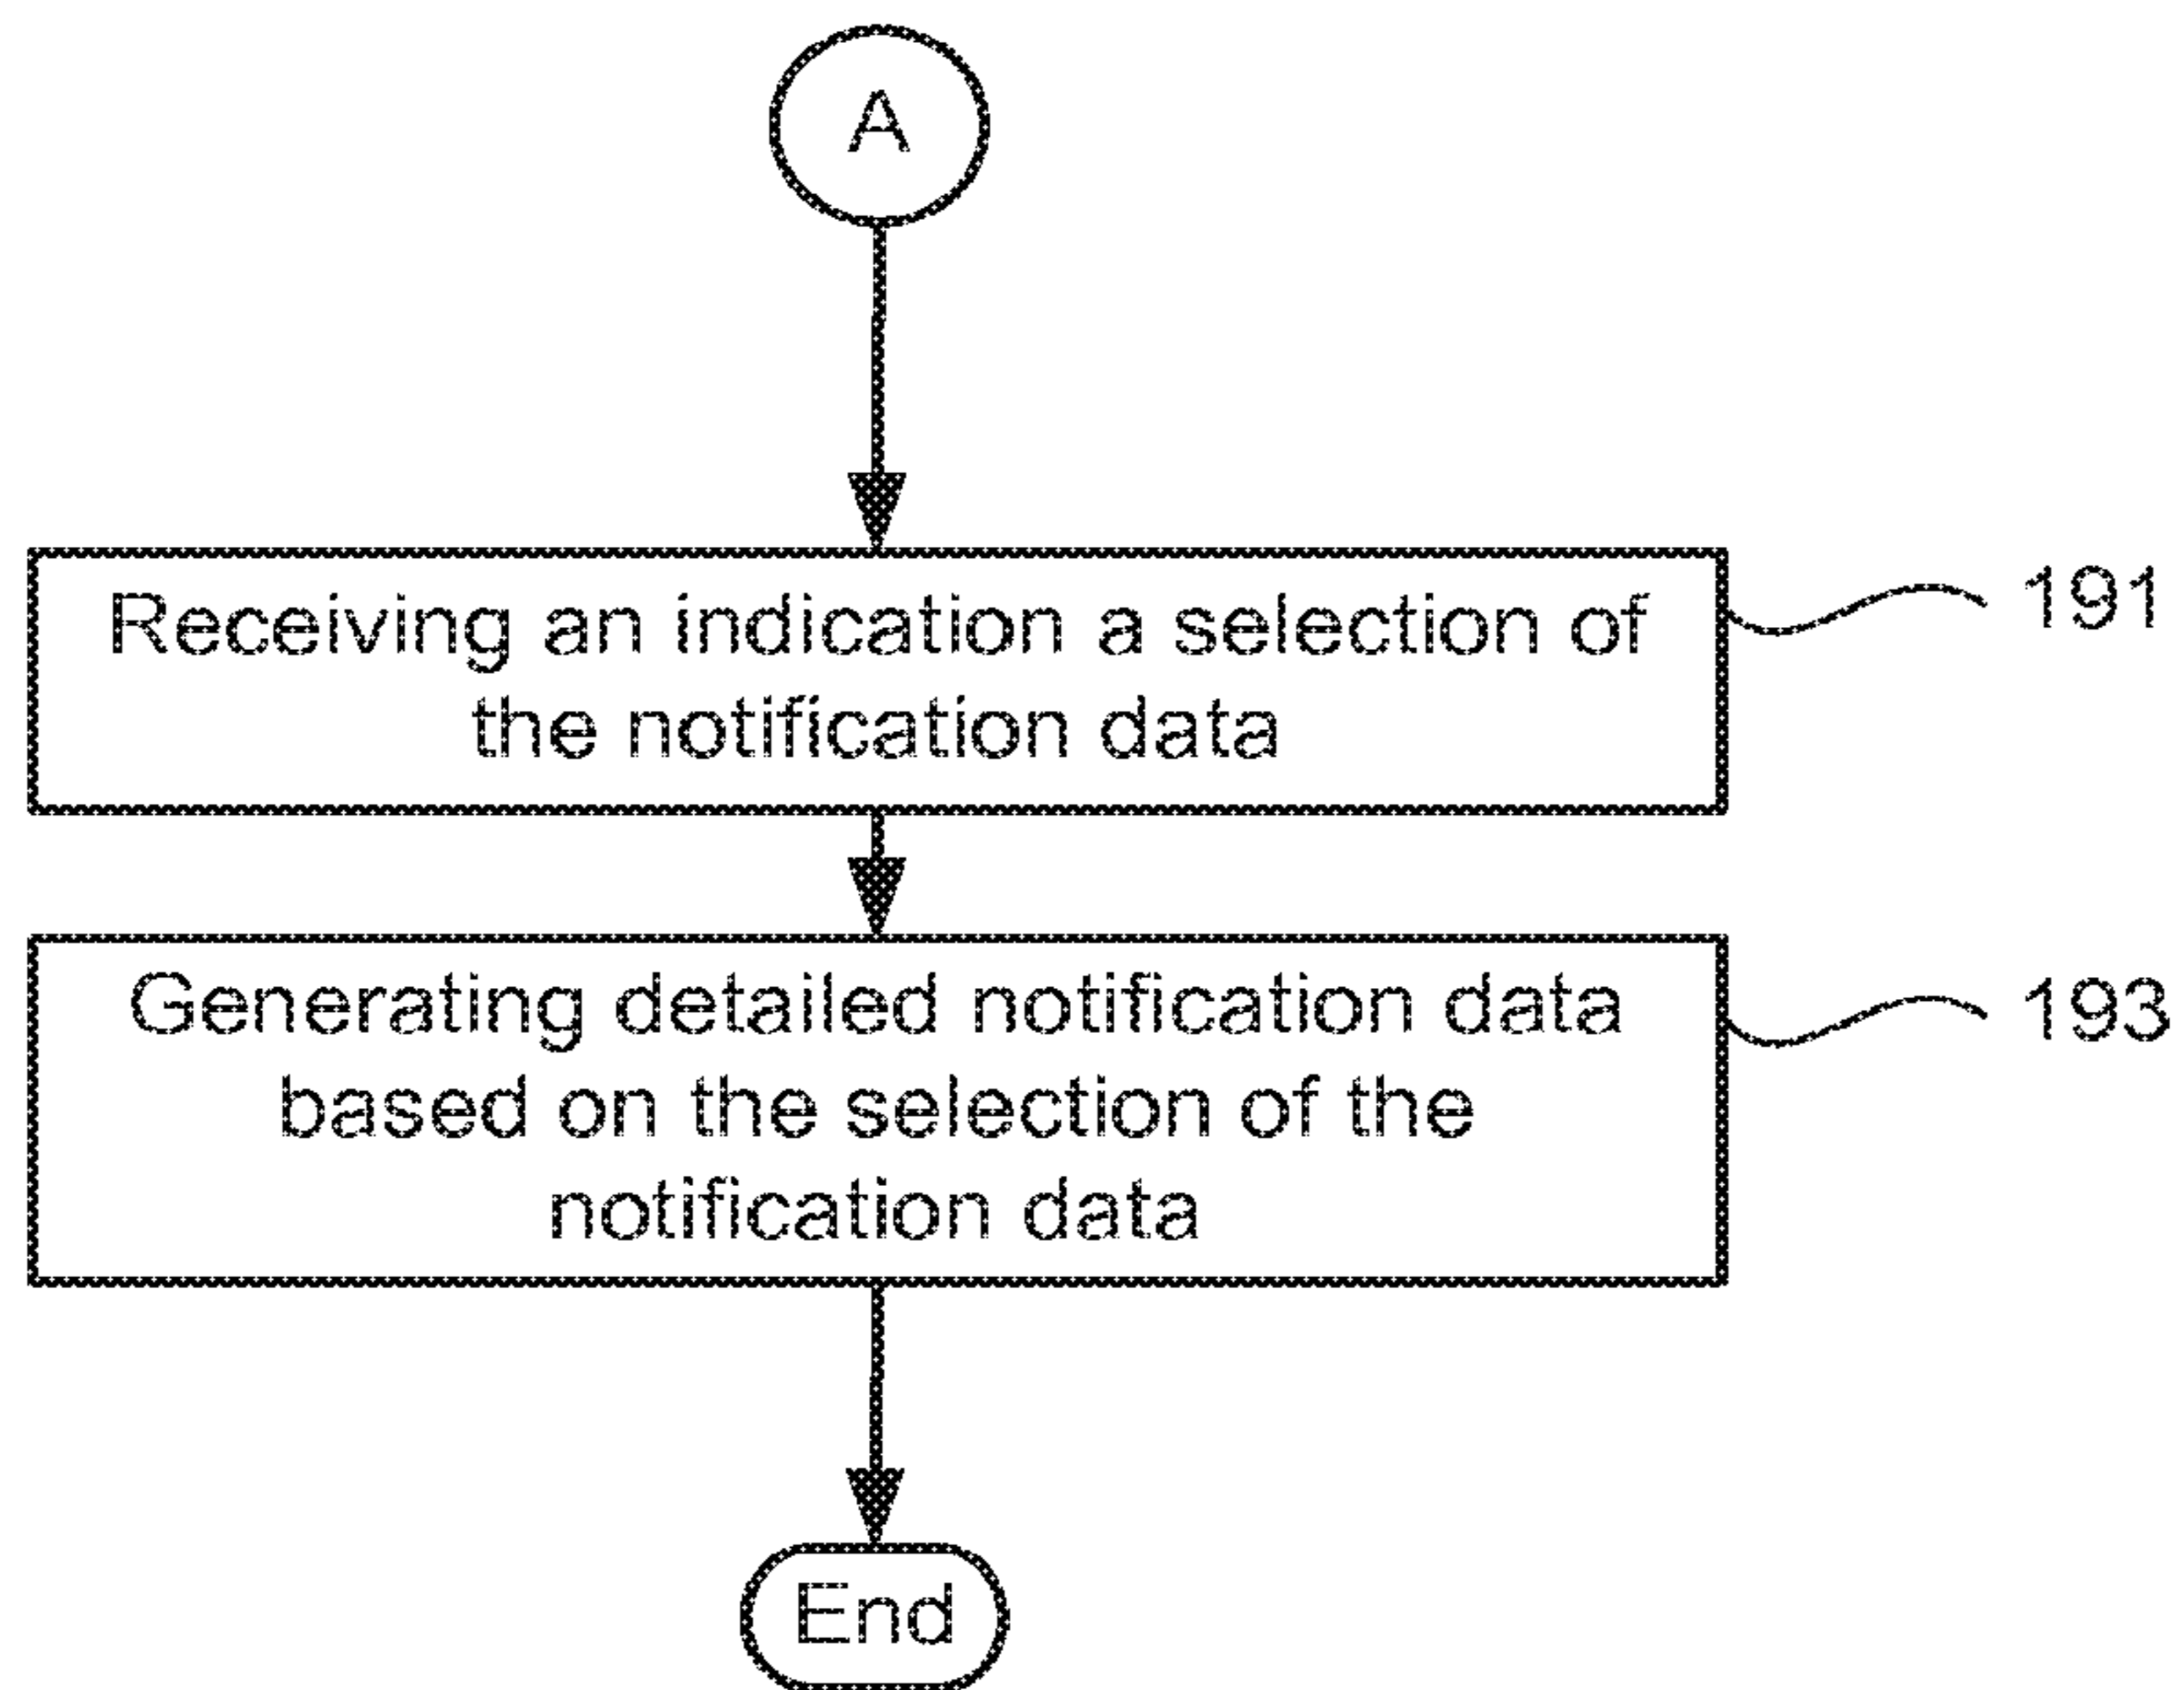 A
Receiving an indication a selection of
the notification data
191
Generating detailed notification data
based on the selection of the
notification data
193
End